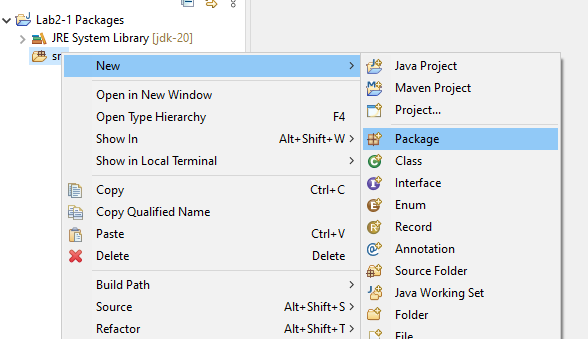 Lab2-1 Packages
JRE System Library [jdk-20]
sr
New
Open in New Window
Open Type Hierarchy F4
Show In Alt+Shift+W
Show in Local Terminal
Copy Ctrl+C
Copy Qualified Name
Paste Ctrl+V
Delete Delete
Build Path
Source Alt+Shift+S
Refactor Alt+Shift+T
Java Project
Maven Project
Project...
Package
Class
Interface
Enum
Record
Annotation
Source Folder
Java Working Set
Folder
File